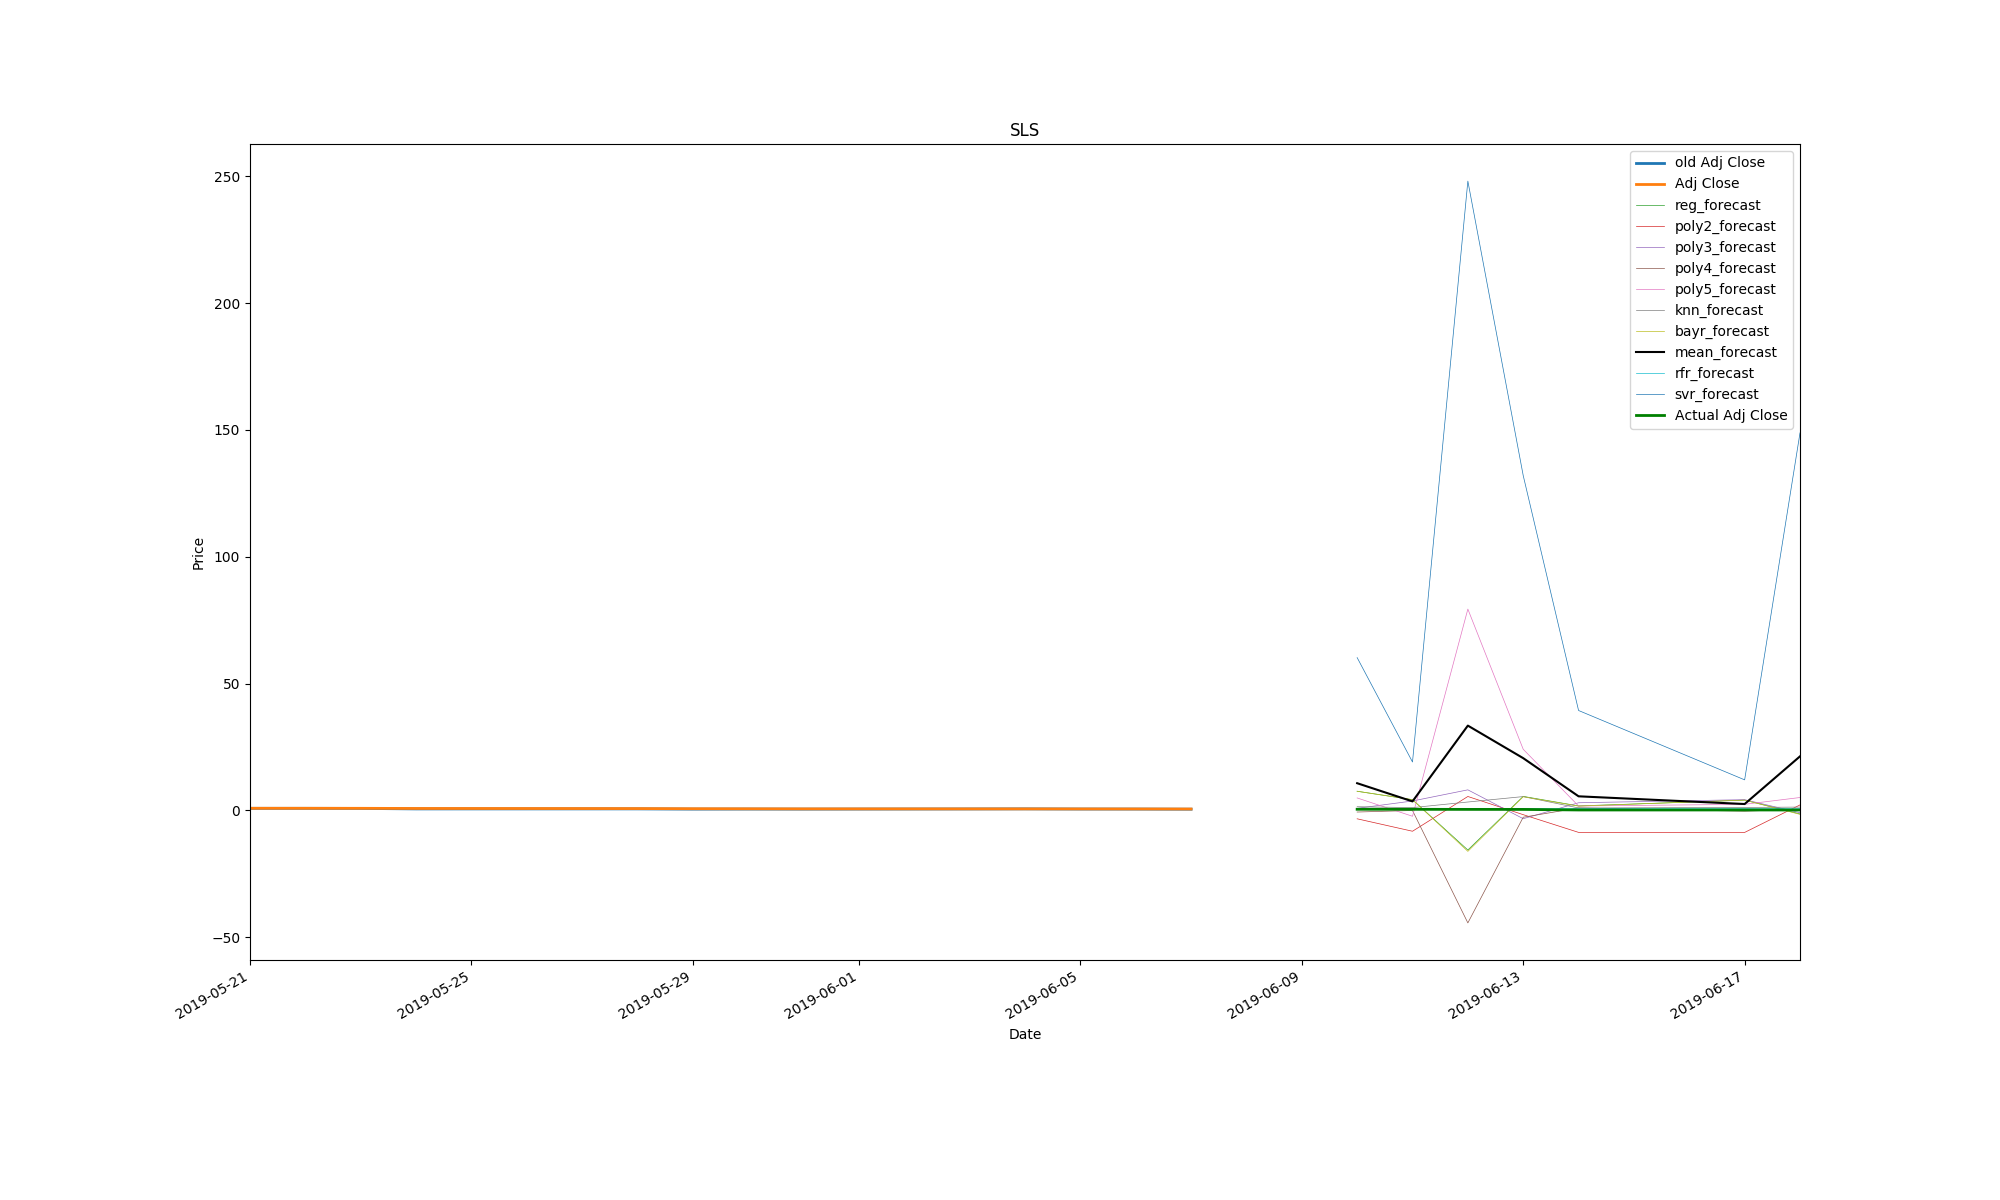 SLS
250
200
150
100
50
0
−50
Price
old Adj Close
Adj Close
reg_forecast
poly2_forecast
poly3_forecast
poly4_forecast
poly5_forecast
knn_forecast
bayr_forecast
mean_forecast
rfr_forecast
svr_forecast
Actual Adj Close
2019-05-21
2019-05-25
2019-05-29
2019-06-01
2019-06-05
2019-06-09
2019-06-13
2019-06-17
Date